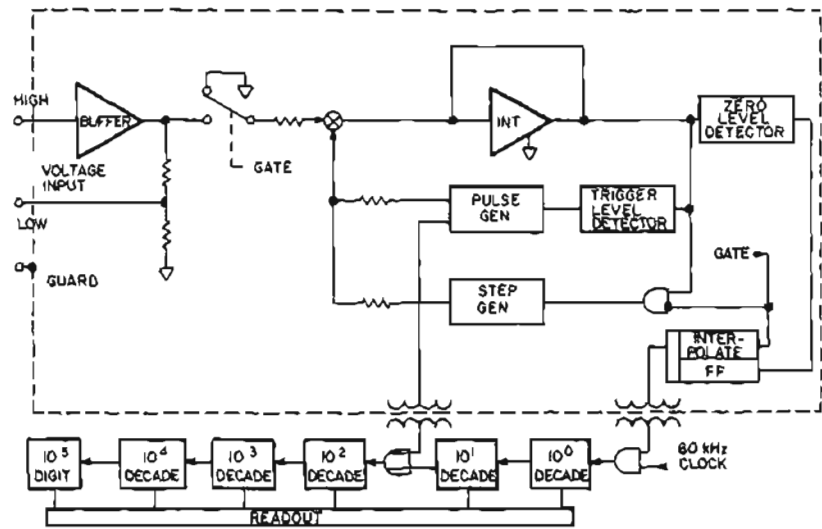 HIGH
BUFFER
VOLTAGE
INPUT
LOW
GUARD
GATE
INT
ZERO
LEVEL
DETECTOR
PULSE
GEN
TRIGGER
LEVEL
DETECTOR
STEP
GEN
GATE
INTER-
POLATE
FF
10⁵
DIGIT
10⁴
DECADE
10³
DECADE
10²
DECADE
10¹
DECADE
10⁰
DECADE
60 kHz
CLOCK
READOUT